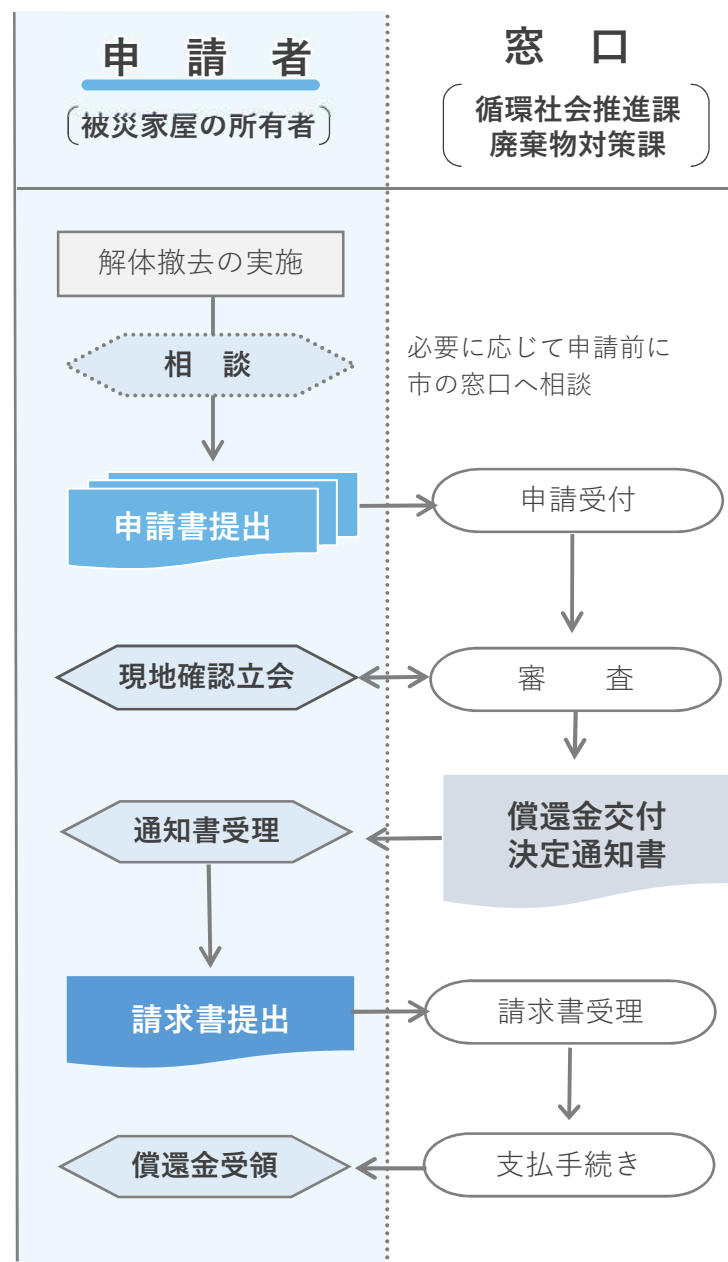 申　請　者
〔被災家屋の所有者〕
窓　口
循環社会推進課
廃棄物対策課
解体撤去の実施
相　談
必要に応じて申請前に
市の窓口へ相談
申請書提出
申請受付
現地確認立会
審　　査
償還金交付
決定通知書
通知書受理
請求書提出
請求書受理
支払手続き
償還金受領